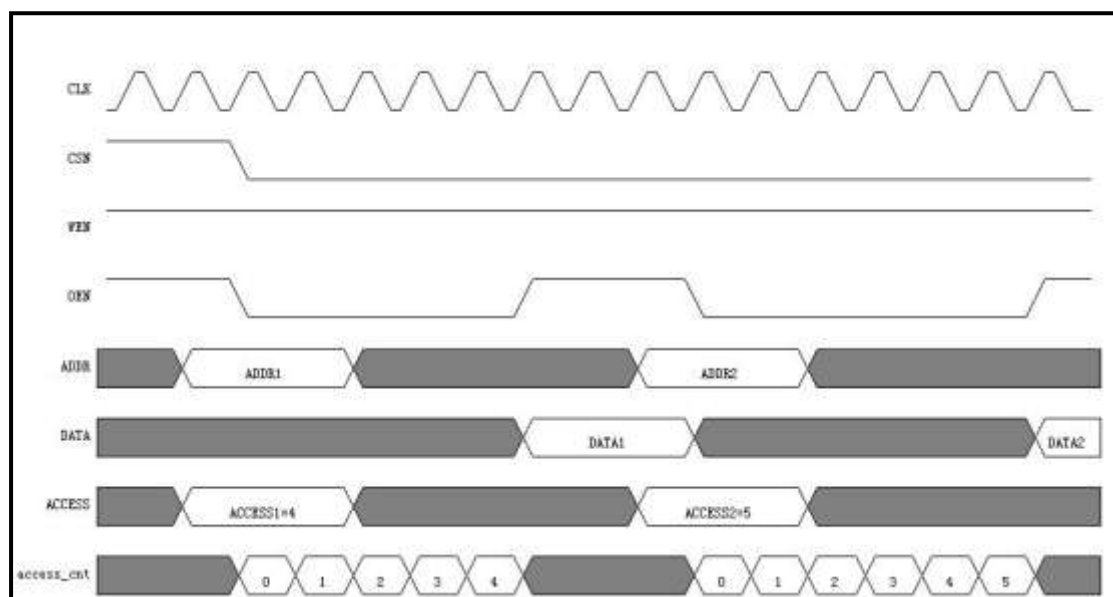 CLK
CSN
WEN
OEN
ADDR ADDR1 ADDR2
DATA DATA1 DATA2
ACCESS ACCESS1=4 ACCESS2=5
access_cnt 0 1 2 3 4 0 1 2 3 4 5